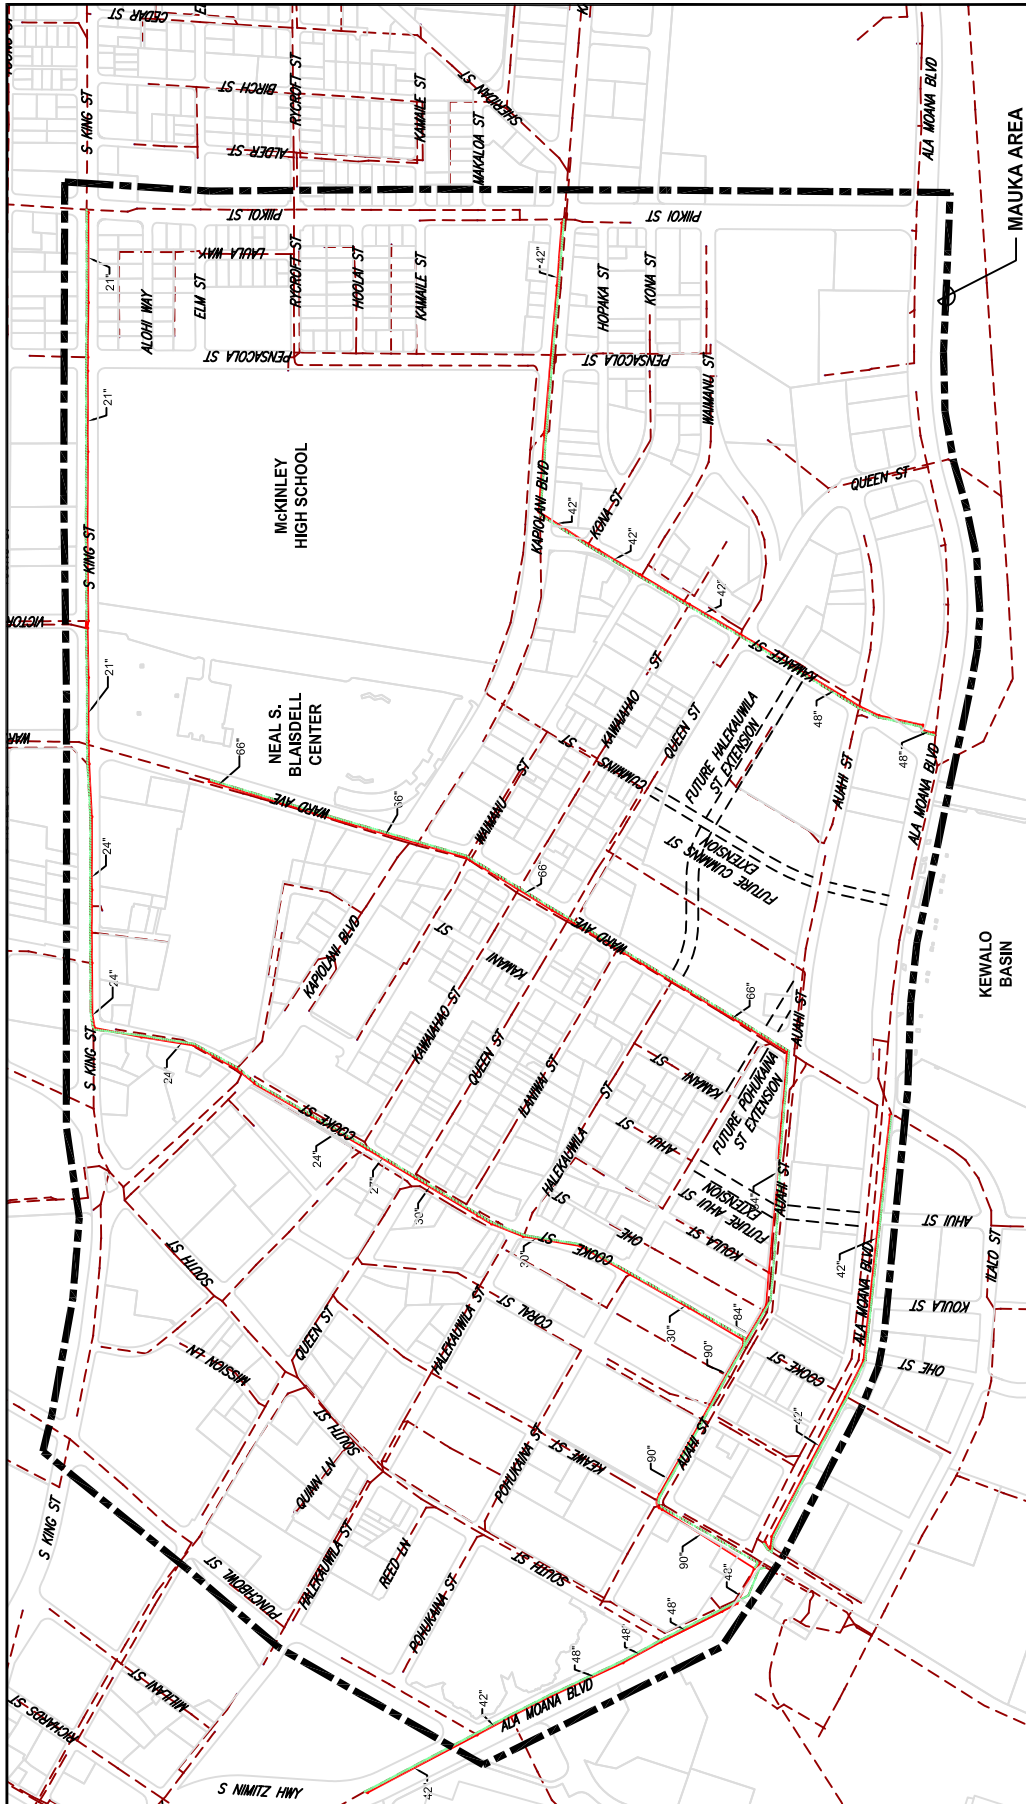 CEDAR ST
S KING ST
BIRCH ST
RYCROFT ST
KAMAILE ST
SHERIDAN ST
ALA MOANA BLVD
ALDER ST
MAKALOA ST
MAUKA AREA
PIIKOI ST
PIIKOI ST
21"
LAULA WAY
RYCROFT ST
HOOLAI ST
KAMAILE ST
42"
HOPAKA ST
KONA ST
ALOHI WAY
ELM ST
PENSACOLA ST
PENSACOLA ST
WAIMANU ST
21"
McKINLEY
HIGH SCHOOL
KAPIOLANI BLVD
42"
KONA ST
QUEEN ST
S KING ST
42"
42"
VICTOR
21"
KAWAIAHAO ST
KAMAKEE ST
WAR
66"
NEAL S.
BLAISDELL
CENTER
QUEEN ST
FUTURE HALEKAUWILA
ST EXTENSION
48"
48"
CUMMINS ST
AUAHI ST
ALA MOANA BLVD
WARD AVE
66"
WAIMANU ST
FUTURE CUMMINS ST
EXTENSION
24"
66"
WARD AVE
KAPIOLANI BLVD
KAMANI ST
KEWALO
BASIN
24"
S KING ST
KAWAIAHAO ST
66"
AUAHI ST
24"
QUEEN ST
ILANIWAI ST
KAMANI ST
FUTURE POHUKAINA
ST EXTENSION
COOKE ST
24"
HALEKAUWILA ST
AHUI ST
27"
30"
FUTURE AHUI ST
EXTENSION
AUAHI ST
AHUI ST
OHE ST
KOULA ST
30"
COOKE ST
42"
ALA MOANA BLVD
ILALO ST
SOUTH ST
KOULA ST
QUEEN ST
HALEKAUWILA ST
CORAL ST
30"
84"
90"
COOKE ST
OHE ST
MISSION LN
42"
SOUTH ST
KEAWE ST
AUAHI ST
QUINN LN
POHUKAINA ST
90"
S KING ST
HALEKAUWILA ST
REED LN
90"
PUNCHBOWL ST
SOUTH ST
48"
POHUKAINA ST
48"
48"
48"
MILILANI ST
RICHARDS ST
42"
ALA MOANA BLVD
S NIMITZ HWY
42"